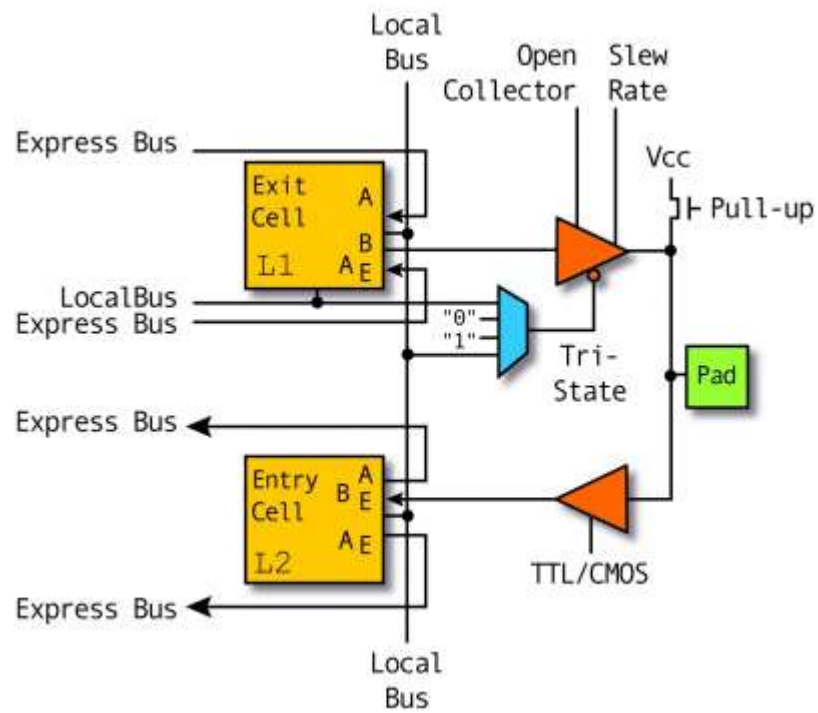 Local
Bus
Open
Collector
Slew
Rate
Express Bus
Vcc
Exit
Cell
A
Pull-up
B
L1
A E
LocalBus
"0"
Express Bus
"1"
Tri-
State
Pad
Express Bus
Entry
Cell
A
B E
A E
L2
TTL/CMOS
Express Bus
Local
Bus